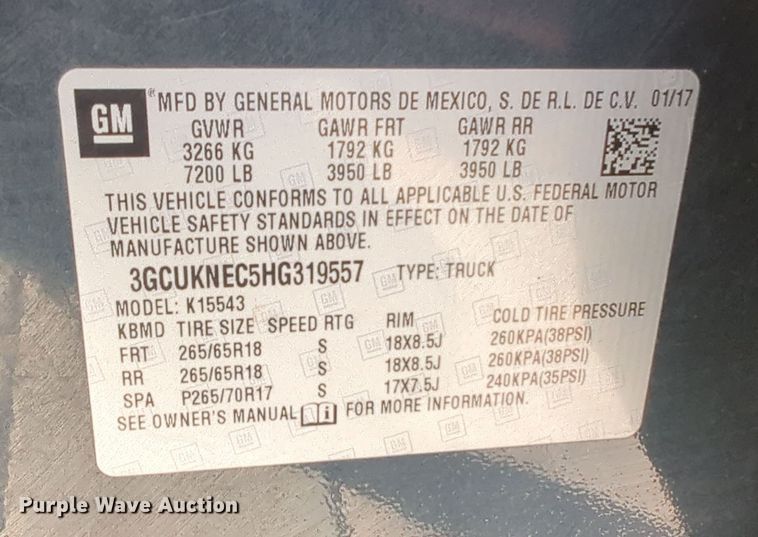 GM ® MFD BY GENERAL MOTORS DE MEXICO, S. DE R.L. DE C.V. 01/17
GVWR GAWR FRT GAWR RR
3266 KG 1792 KG 1792 KG
7200 LB 3950 LB 3950 LB
THIS VEHICLE CONFORMS TO ALL APPLICABLE U.S. FEDERAL MOTOR
VEHICLE SAFETY STANDARDS IN EFFECT ON THE DATE OF
MANUFACTURE SHOWN ABOVE.
3GCUKNEC5HG319557 TYPE: TRUCK
MODEL: K15543
KBMD TIRE SIZE SPEED RTG RIM COLD TIRE PRESSURE
FRT 265/65R18 S 18X8.5J 260KPA(38PSI)
RR 265/65R18 S 18X8.5J 260KPA(38PSI)
SPA P265/70R17 S 17X7.5J 240KPA(35PSI)
SEE OWNER'S MANUAL i FOR MORE INFORMATION.
Purple Wave Auction